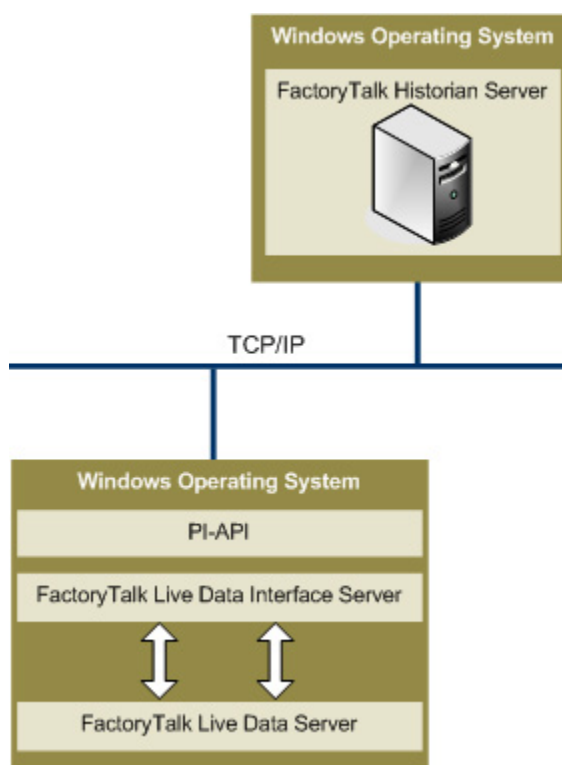 Windows Operating System
FactoryTalk Historian Server
TCP/IP
Windows Operating System
PI-API
FactoryTalk Live Data Interface Server
FactoryTalk Live Data Server